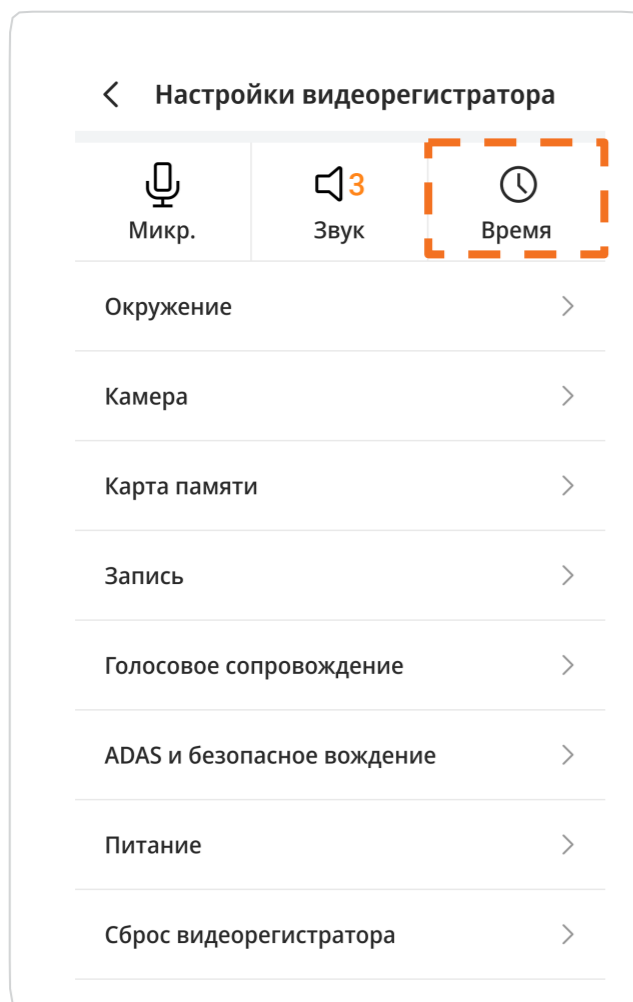 Настройки видеорегистратора
3
Микр. Звук Время
Окружение
Камера
Карта памяти
Запись
Голосовое сопровождение
ADAS и безопасное вождение
Питание
Сброс видеорегистратора